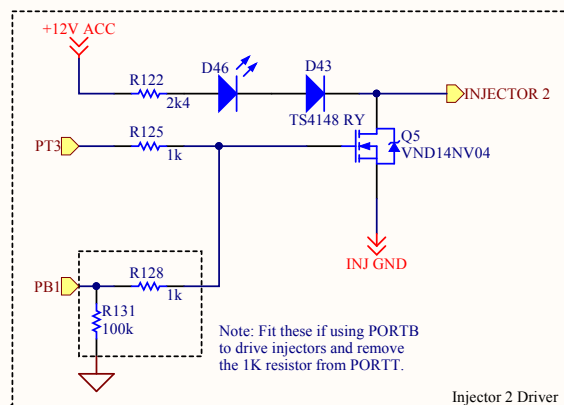 +12V ACC
D46
D43
R122
2k4
TS4148 RY
INJECTOR 2
PT3
R125
1k
Q5
VND14NV04
INJ GND
PB1
R128
1k
R131
100k
Note: Fit these if using PORTB
to drive injectors and remove
the 1K resistor from PORTT.
Injector 2 Driver